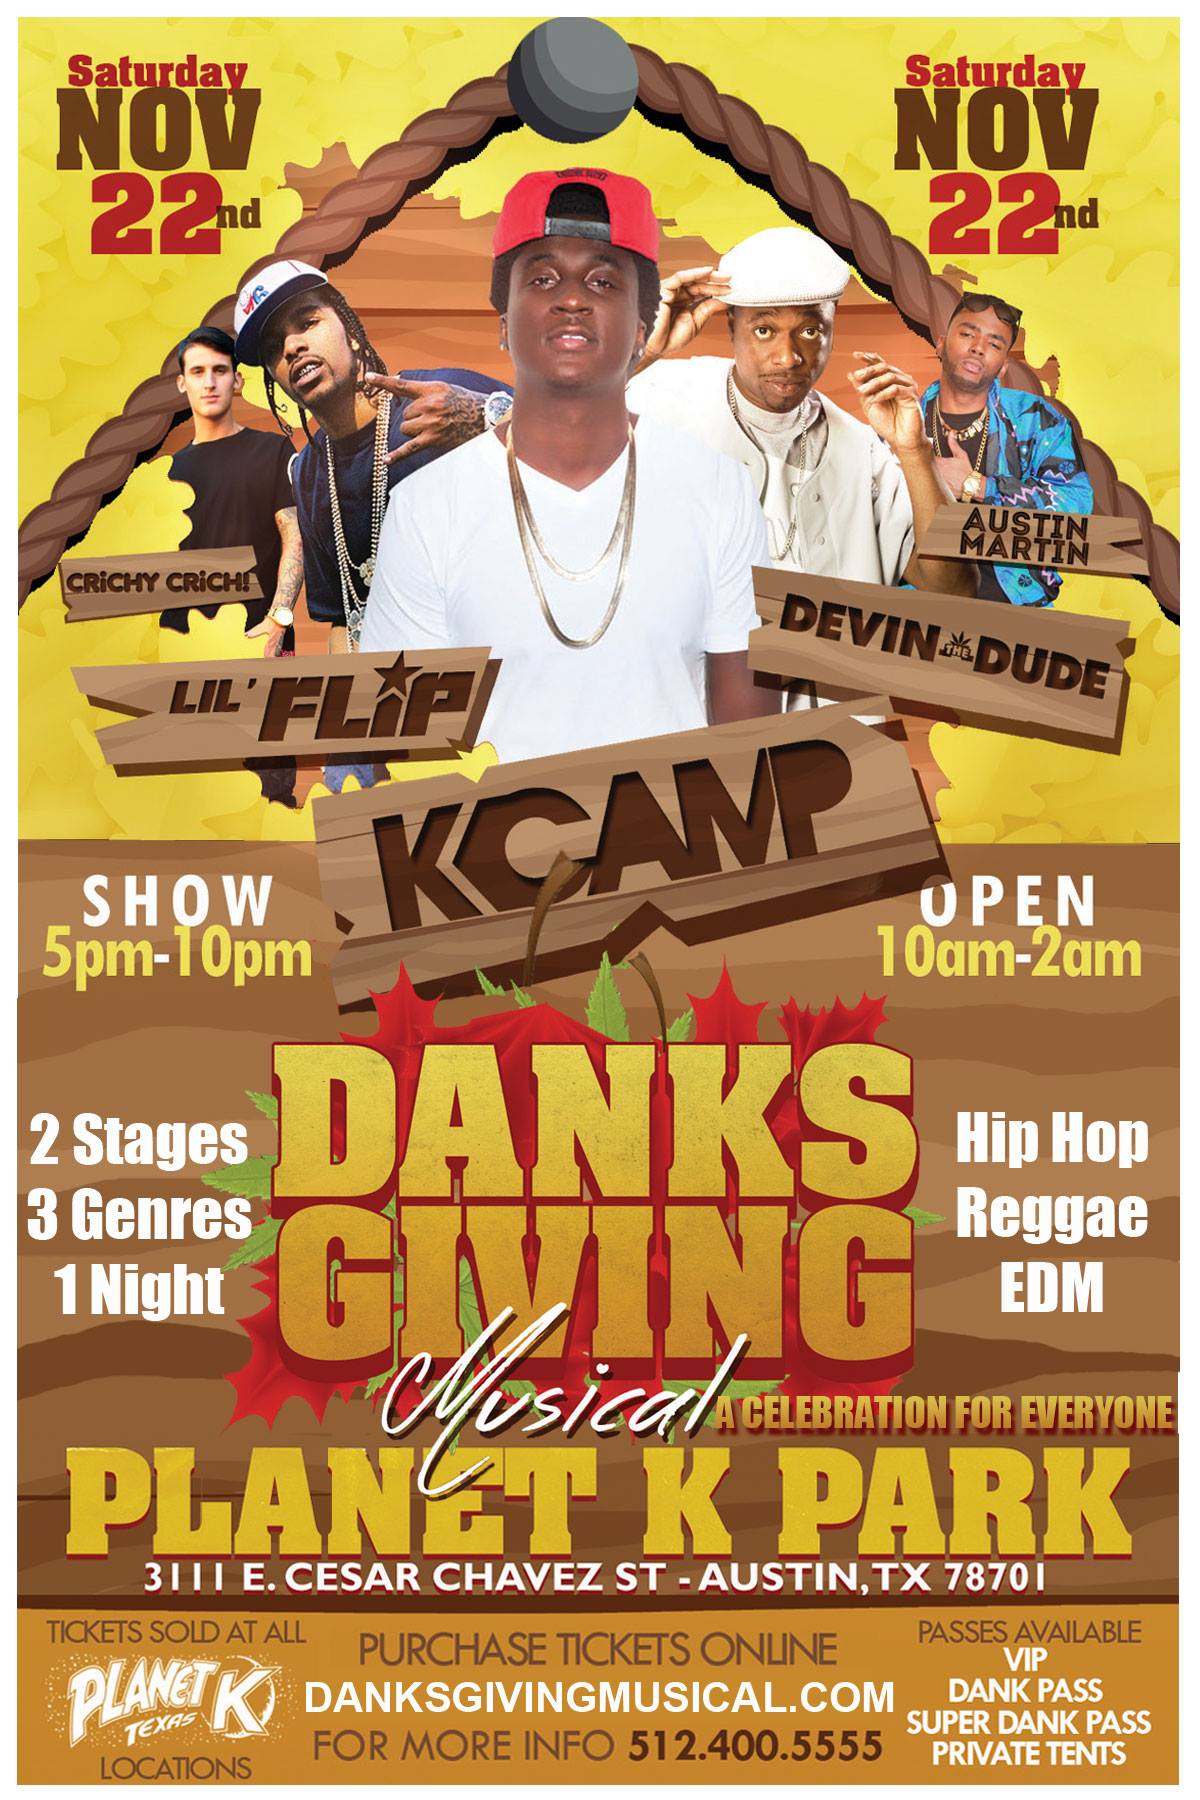 Saturday
NOV
22nd
Saturday
NOV
22nd
CRiCHY CRiCH!
AUSTIN
MARTIN
LIL' FLiP
DEVIN THE DUDE
KCAMP
SHOW
5pm-10pm
OPEN
10am-2am
DANKS
GIVING
Musical
2 Stages
3 Genres
1 Night
Hip Hop
Reggae
EDM
A CELEBRATION FOR EVERYONE
PLANET K PARK
3111 E. CESAR CHAVEZ ST - AUSTIN, TX 78701
TICKETS SOLD AT ALL
PLANET K
TEXAS
LOCATIONS
PURCHASE TICKETS ONLINE
DANKSGIVINGMUSICAL.COM
FOR MORE INFO 512.400.5555
PASSES AVAILABLE
VIP
DANK PASS
SUPER DANK PASS
PRIVATE TENTS